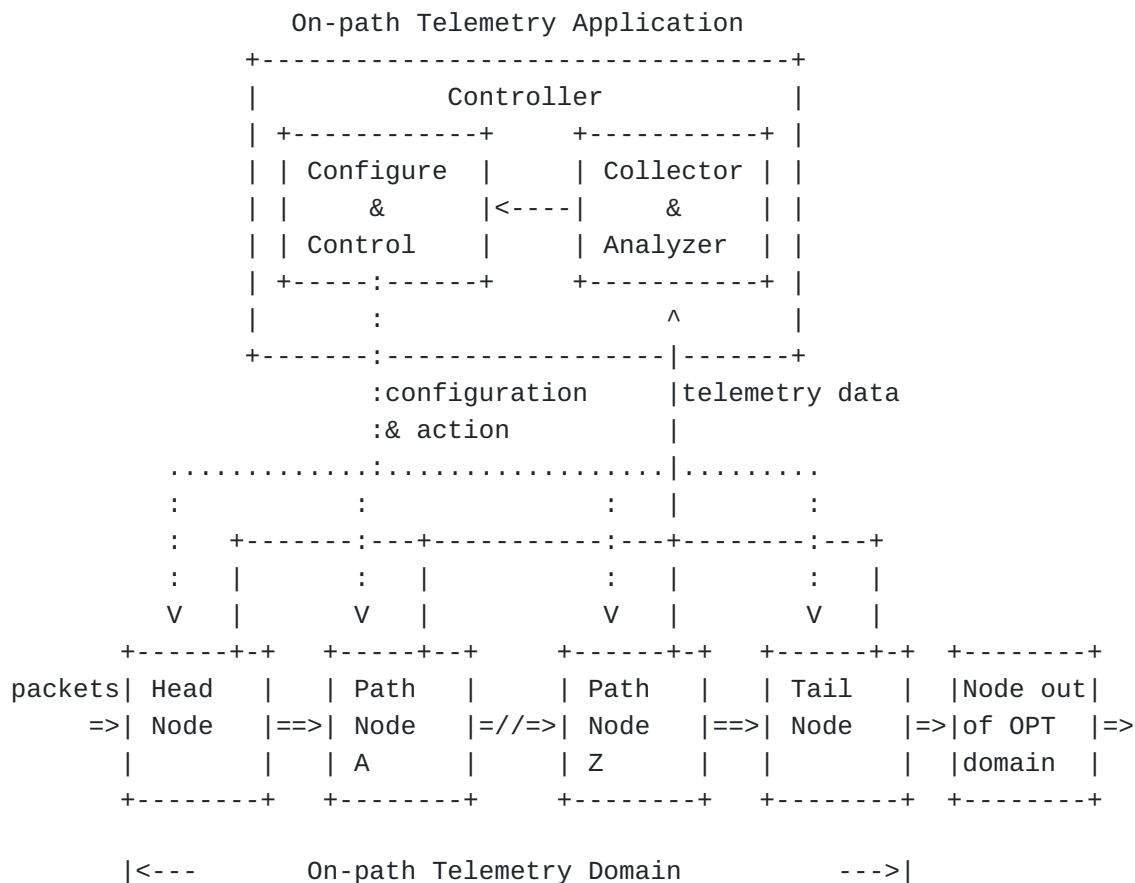 On-path Telemetry Application
Controller
Configure Collector
& &
Control Analyzer
:configuration |telemetry data
:& action
V V V V
packets| Head | | Path | | Path | | Tail | |Node out|
=>| Node |==>| Node |=//=>| Node |==>| Node |=>|of OPT |=>
| | | A | | Z | | | |domain |
|<--- On-path Telemetry Domain --->|